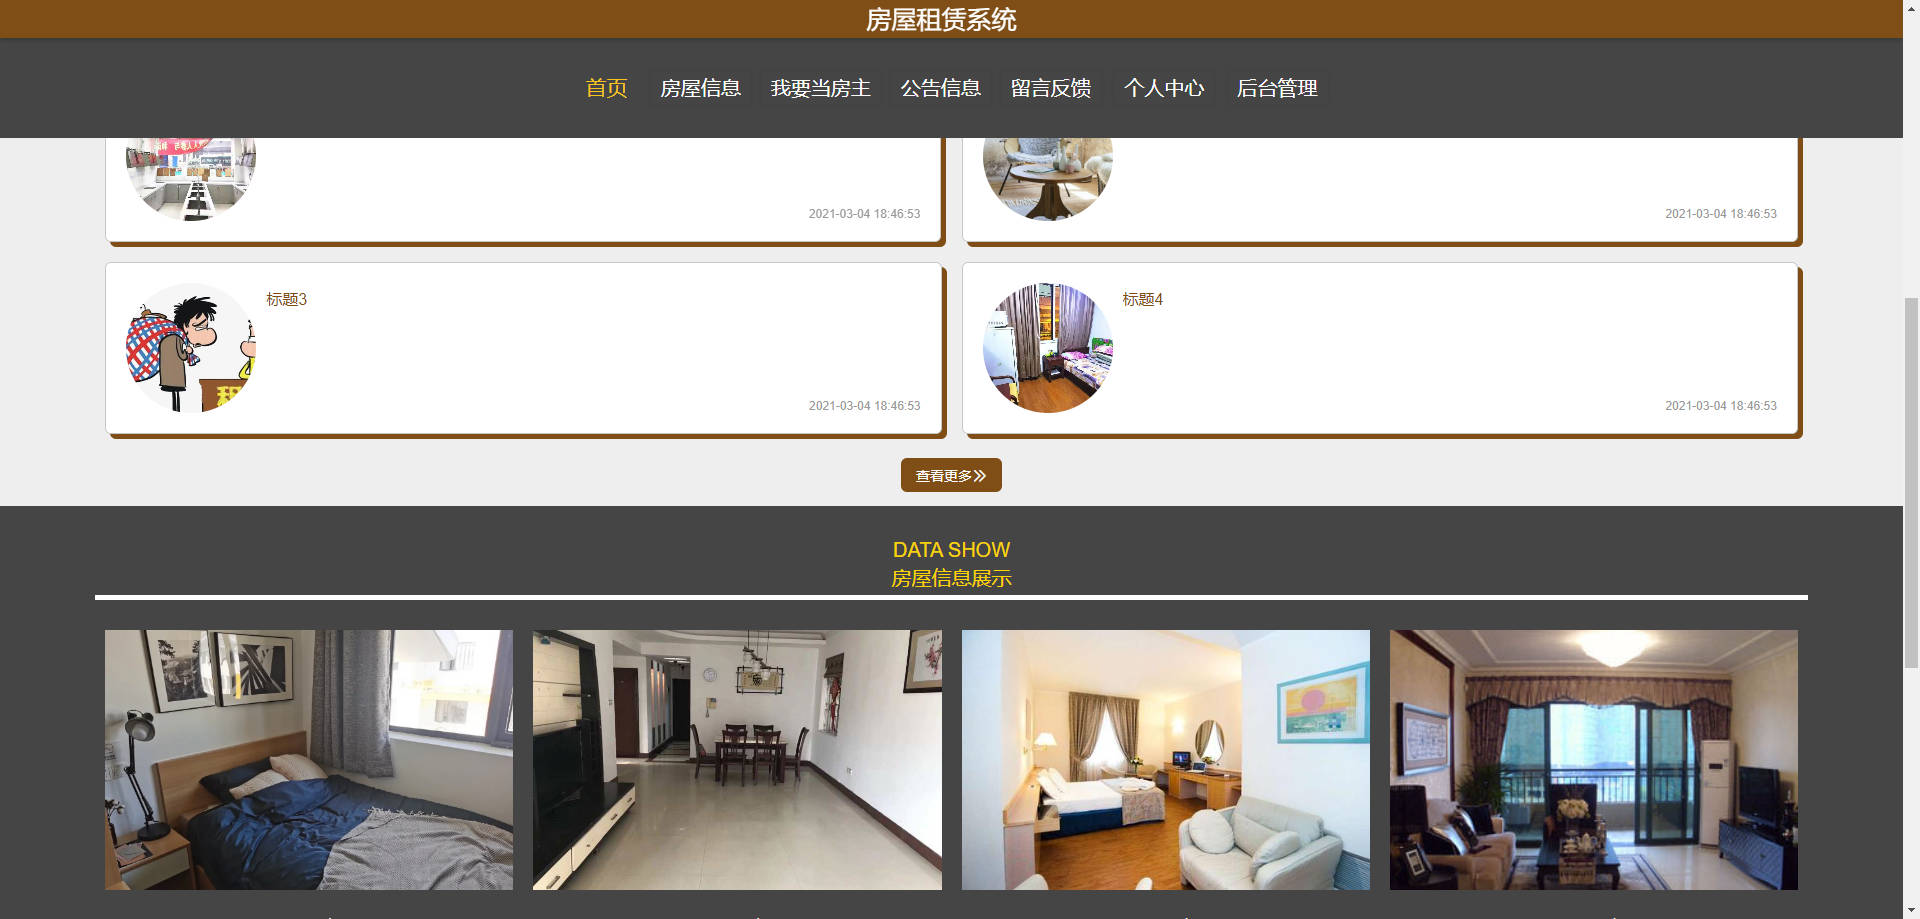 房屋租赁系统
首页 房屋信息 我要当房主 公告信息 留言反馈 个人中心 后台管理
2021-03-04 18:46:53
2021-03-04 18:46:53
标题3
租
2021-03-04 18:46:53
标题4
2021-03-04 18:46:53
查看更多
DATA SHOW
房屋信息展示